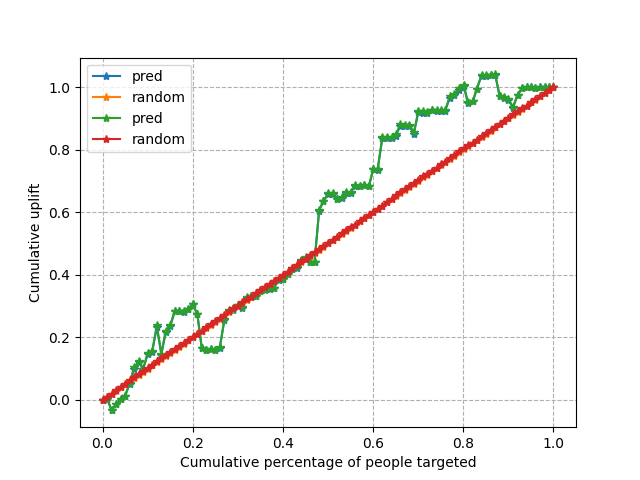 pred
random
pred
random
1.0
0.8
0.6
0.4
0.2
0.0
Cumulative uplift
0.0 0.2 0.4 0.6 0.8 1.0
Cumulative percentage of people targeted